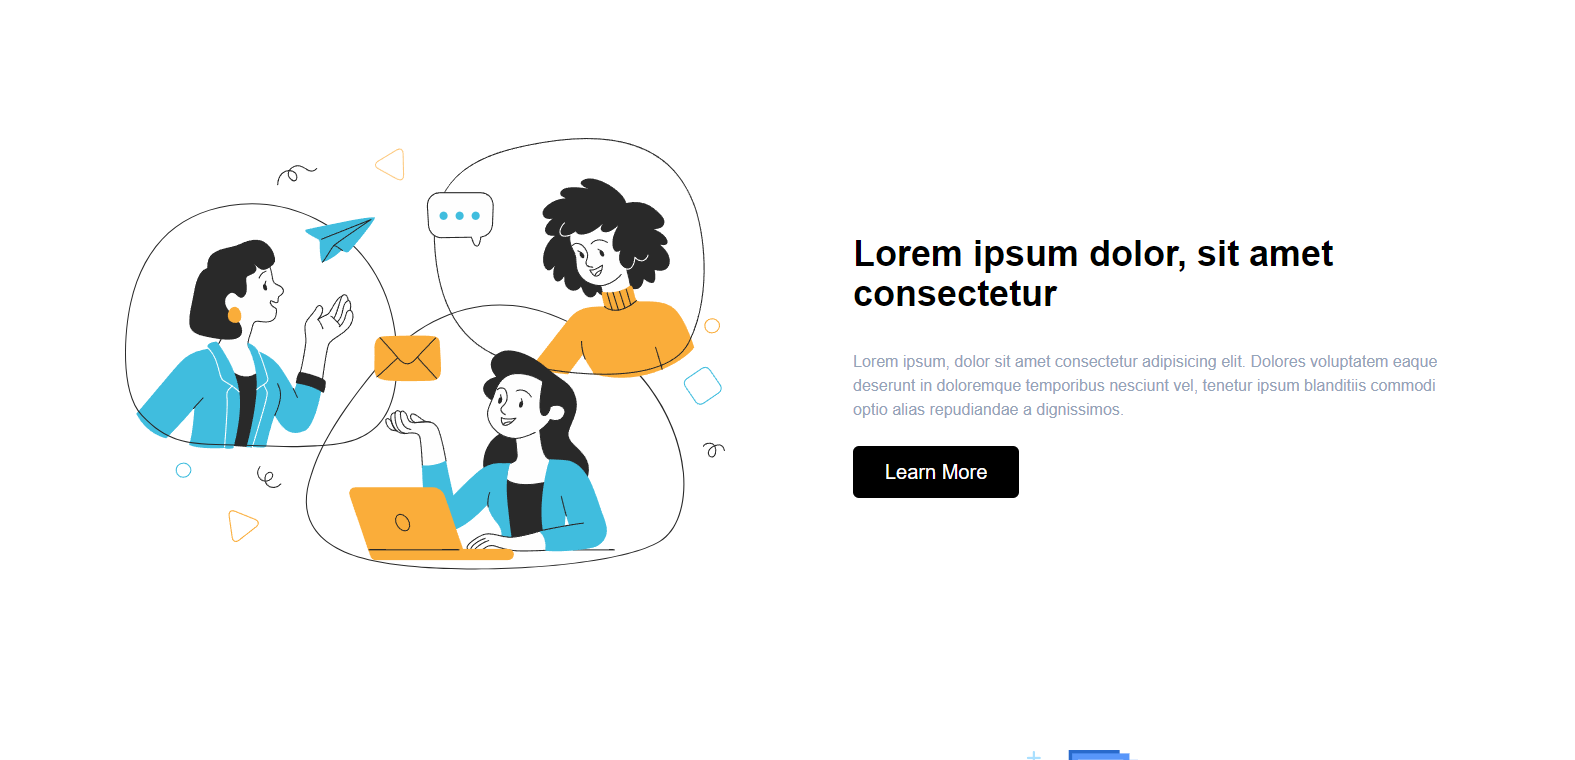 Lorem ipsum dolor, sit amet
consectetur
Lorem ipsum, dolor sit amet consectetur adipisicing elit. Dolores voluptatem eaque
deserunt in doloremque temporibus nesciunt vel, tenetur ipsum blanditiis commodi
optio alias repudiandae a dignissimos.
Learn More